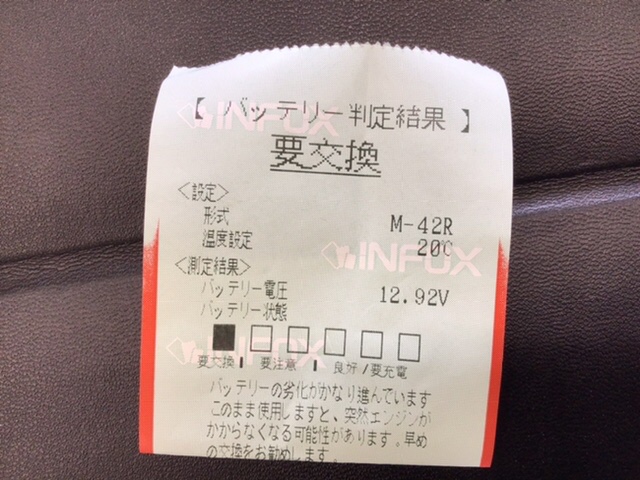 【 バッテリー判定結果 】
要交換
<設定>
形式 M-42R
温度設定 20℃
<測定結果>
バッテリー電圧 12.92V
バッテリー状態
■□□□□□
要交換 | 要注意 | 良好/要充電
バッテリーの劣化がかなり進んでいます
このまま使用しますと、突然エンジンが
かからなくなる可能性があります。早め
の交換をお勧めします。
INFOX
INFOX
INFOX